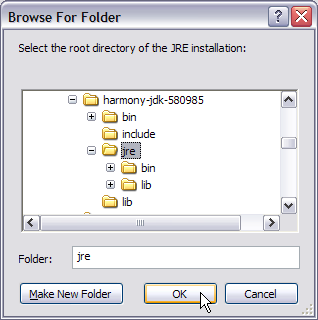 Browse For Folder
Select the root directory of the JRE installation:
harmony-jdk-580985
bin
include
jre
bin
lib
lib
Folder:
jre
Make New Folder
OK
Cancel